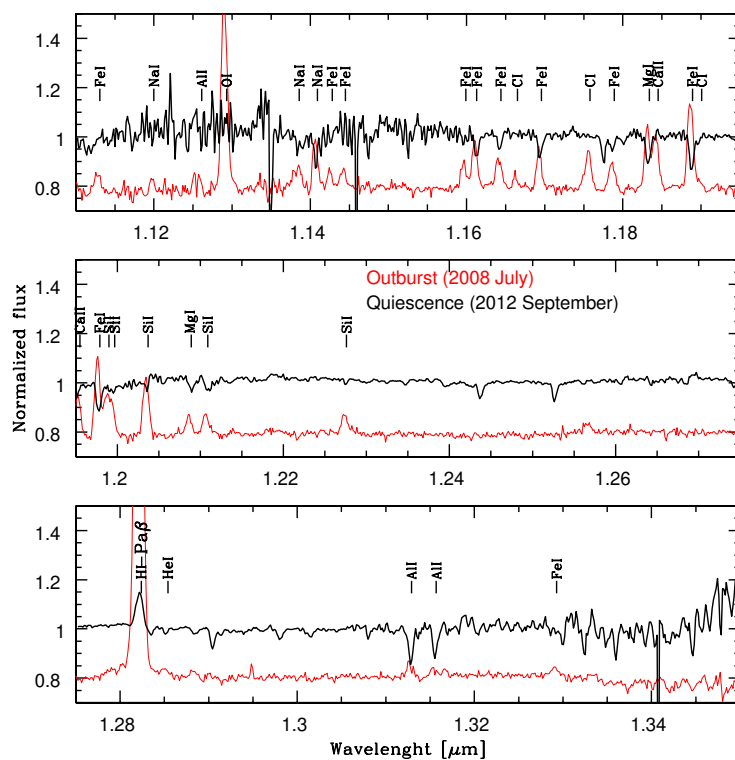 FeI NaI AlI OI NaI NaI FeI FeI FeI FeI FeI CI FeI CI FeI MgI CaII FeI CI
1.4
1.2
1
0.8
1.12 1.14 1.16 1.18
CaII FeI SiI SiI SiI MgI SiI SiI
Outburst (2008 July)
Quiescence (2012 September)
1.4
1.2
1
0.8
1.2 1.22 1.24 1.26
Normalized flux
HI-Paβ HeI AlI AlI FeI
1.4
1.2
1
0.8
1.28 1.3 1.32 1.34
Wavelenght [μm]